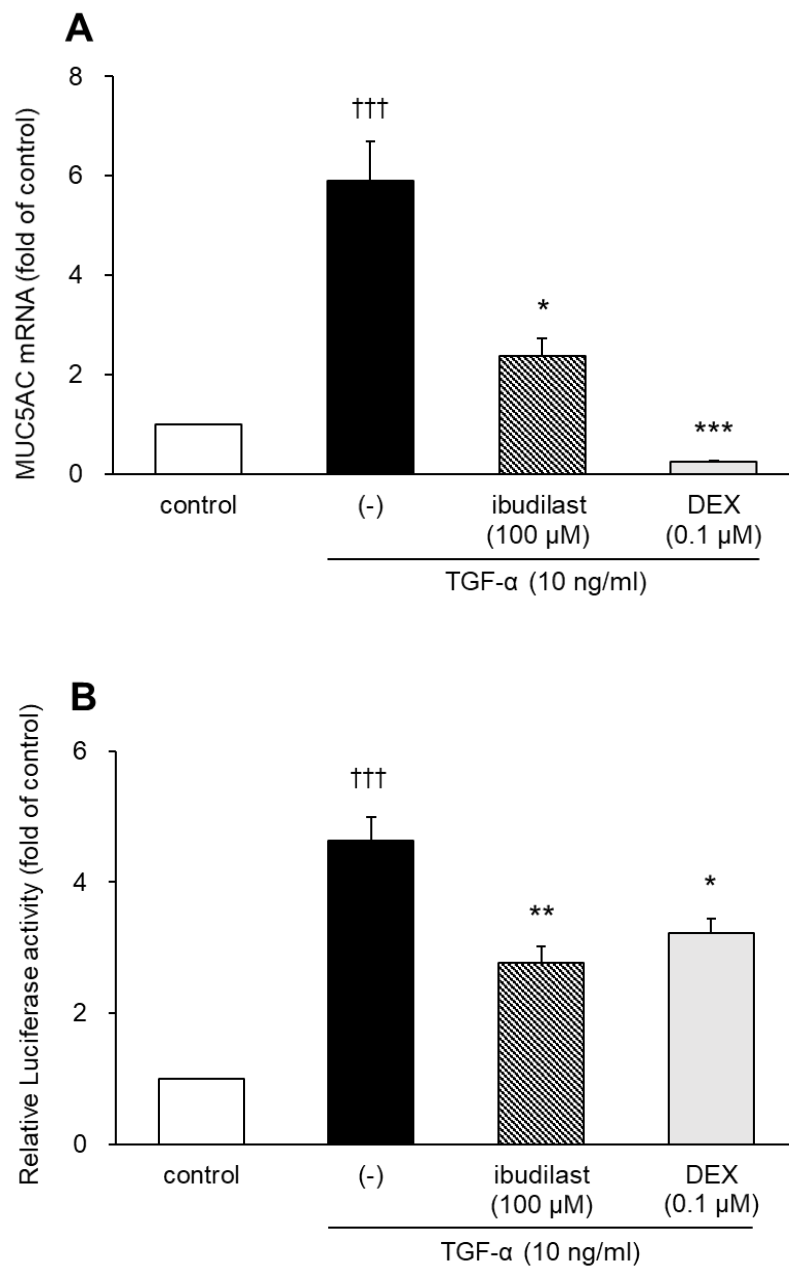 A
MUC5AC mRNA (fold of control)
8
6
4
2
0
†††
*
***
control
(-)
ibudilast
(100 µM)
DEX
(0.1 µM)
TGF-α (10 ng/ml)
B
Relative Luciferase activity (fold of control)
6
4
2
0
†††
**
*
control
(-)
ibudilast
(100 µM)
DEX
(0.1 µM)
TGF-α (10 ng/ml)